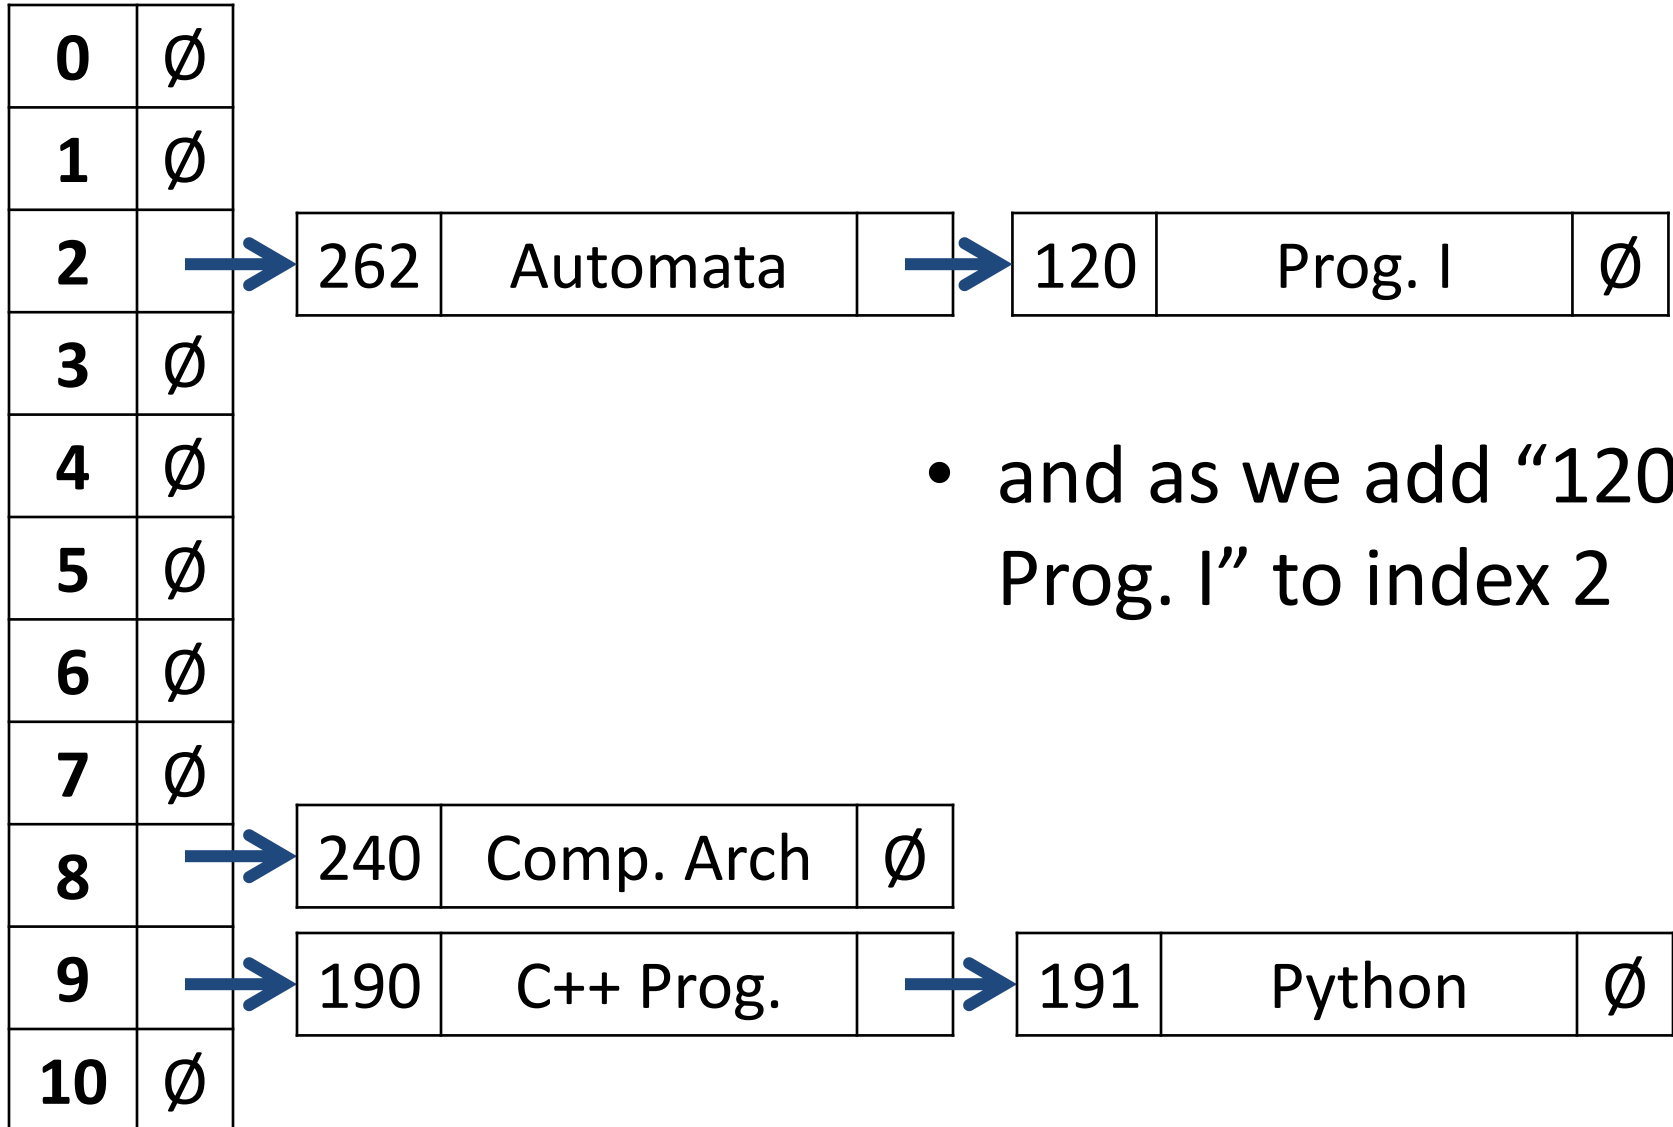 0 Ø
1 Ø
2 262 Automata 120 Prog. I Ø
3 Ø
4 Ø
• and as we add “120
5 Ø
Prog. I” to index 2
6 Ø
7 Ø
8 240 Comp. Arch Ø
9 190 C++ Prog. 191 Python Ø
10 Ø